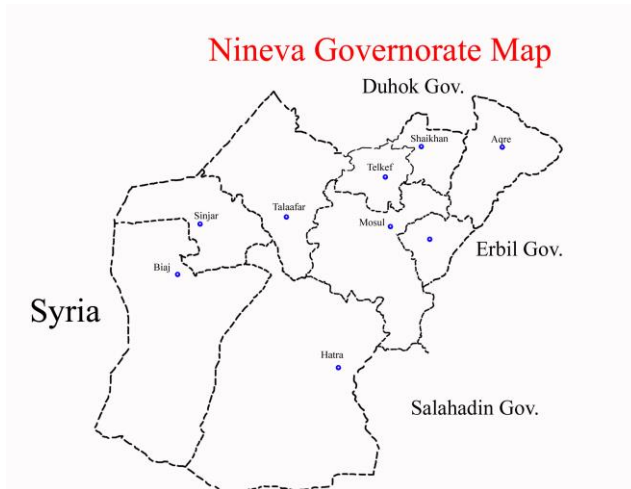 Nineva Governorate Map
Duhok Gov.
Shaikhan
Aqre
Telkef
Talaafar
Sinjar
Mosul
Erbil Gov.
Biaj
Syria
Hatra
Salahadin Gov.